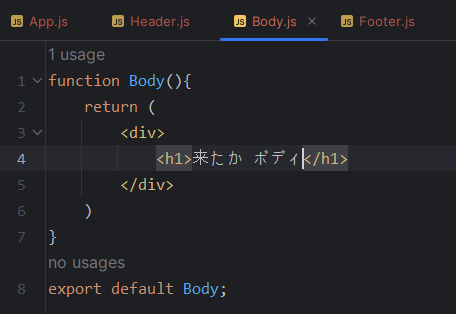 App.js Header.js Body.js Footer.js
1 usage
1 function Body(){
2 return (
3 <div>
4 <h1>来たか ボディ</h1>
5 </div>
6 )
7 }
no usages
8 export default Body;